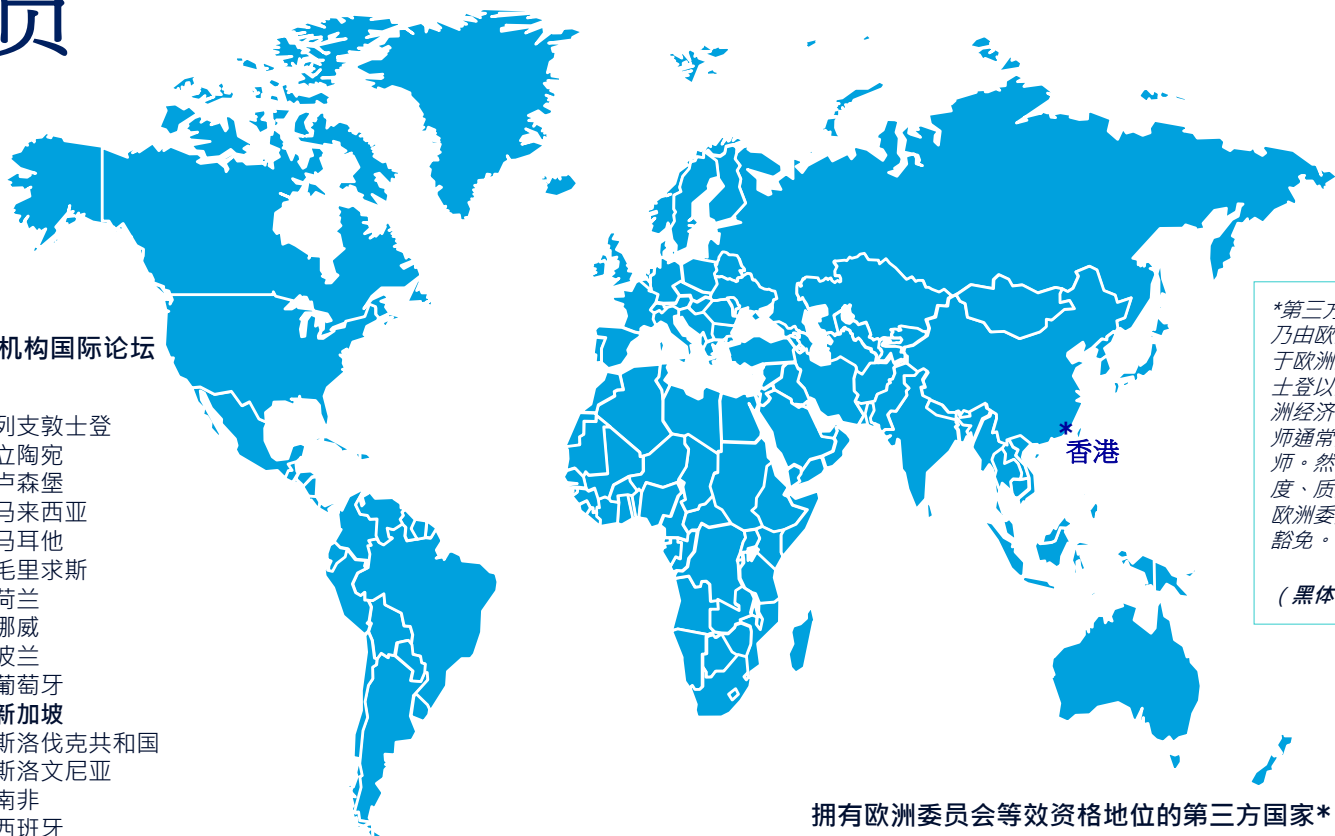 员
机构国际论坛
列支敦士登
立陶宛
卢森堡
马来西亚
马耳他
毛里求斯
荷兰
挪威
波兰
葡萄牙
新加坡
斯洛伐克共和国
斯洛文尼亚
南非
西班牙
*
香港
*第三方
乃由欧
于欧洲
士登以
洲经济
师通常
师。然
度、质
欧洲委
豁免。
（黑体
拥有欧洲委员会等效资格地位的第三方国家*